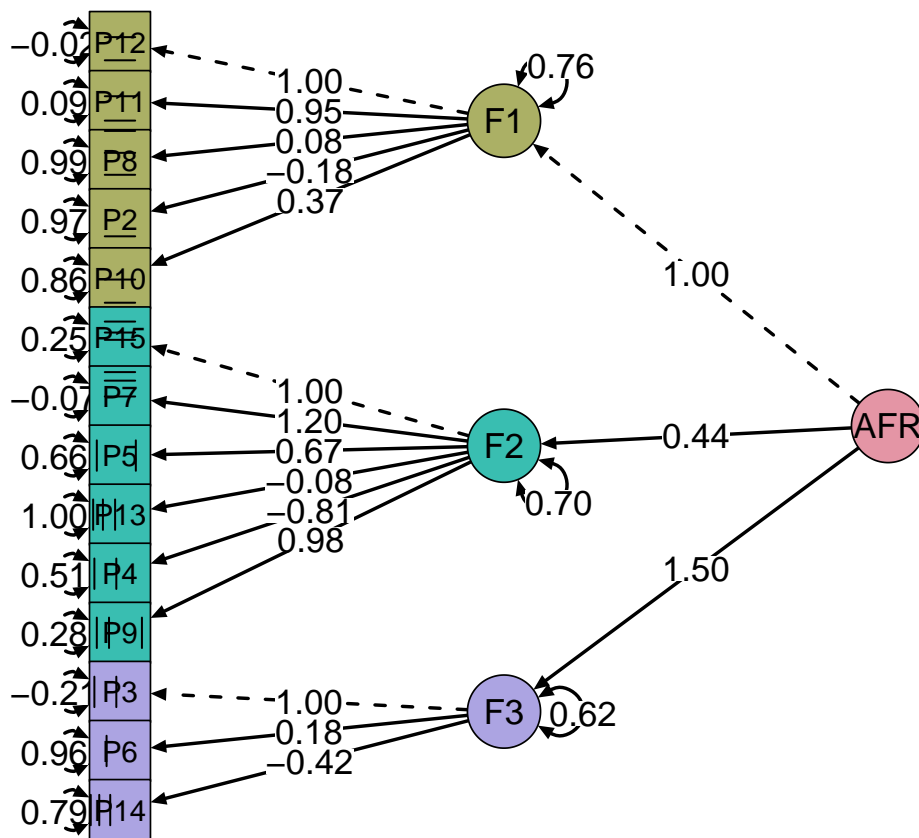 −0.02 P12
0.09 P11
0.99 P8
0.97 P2
0.86 P10
0.25 P15
−0.07 P7
0.66 P5
1.00 P13
0.51 P4
0.28 P9
−0.21 P3
0.96 P6
0.79 P14
1.00
0.95
0.08
−0.18
0.37
1.00
1.20
0.67
−0.08
−0.81
0.98
1.00
0.18
−0.42
F1
0.76
F2
0.70
F3
0.62
1.00
0.44
1.50
AFR